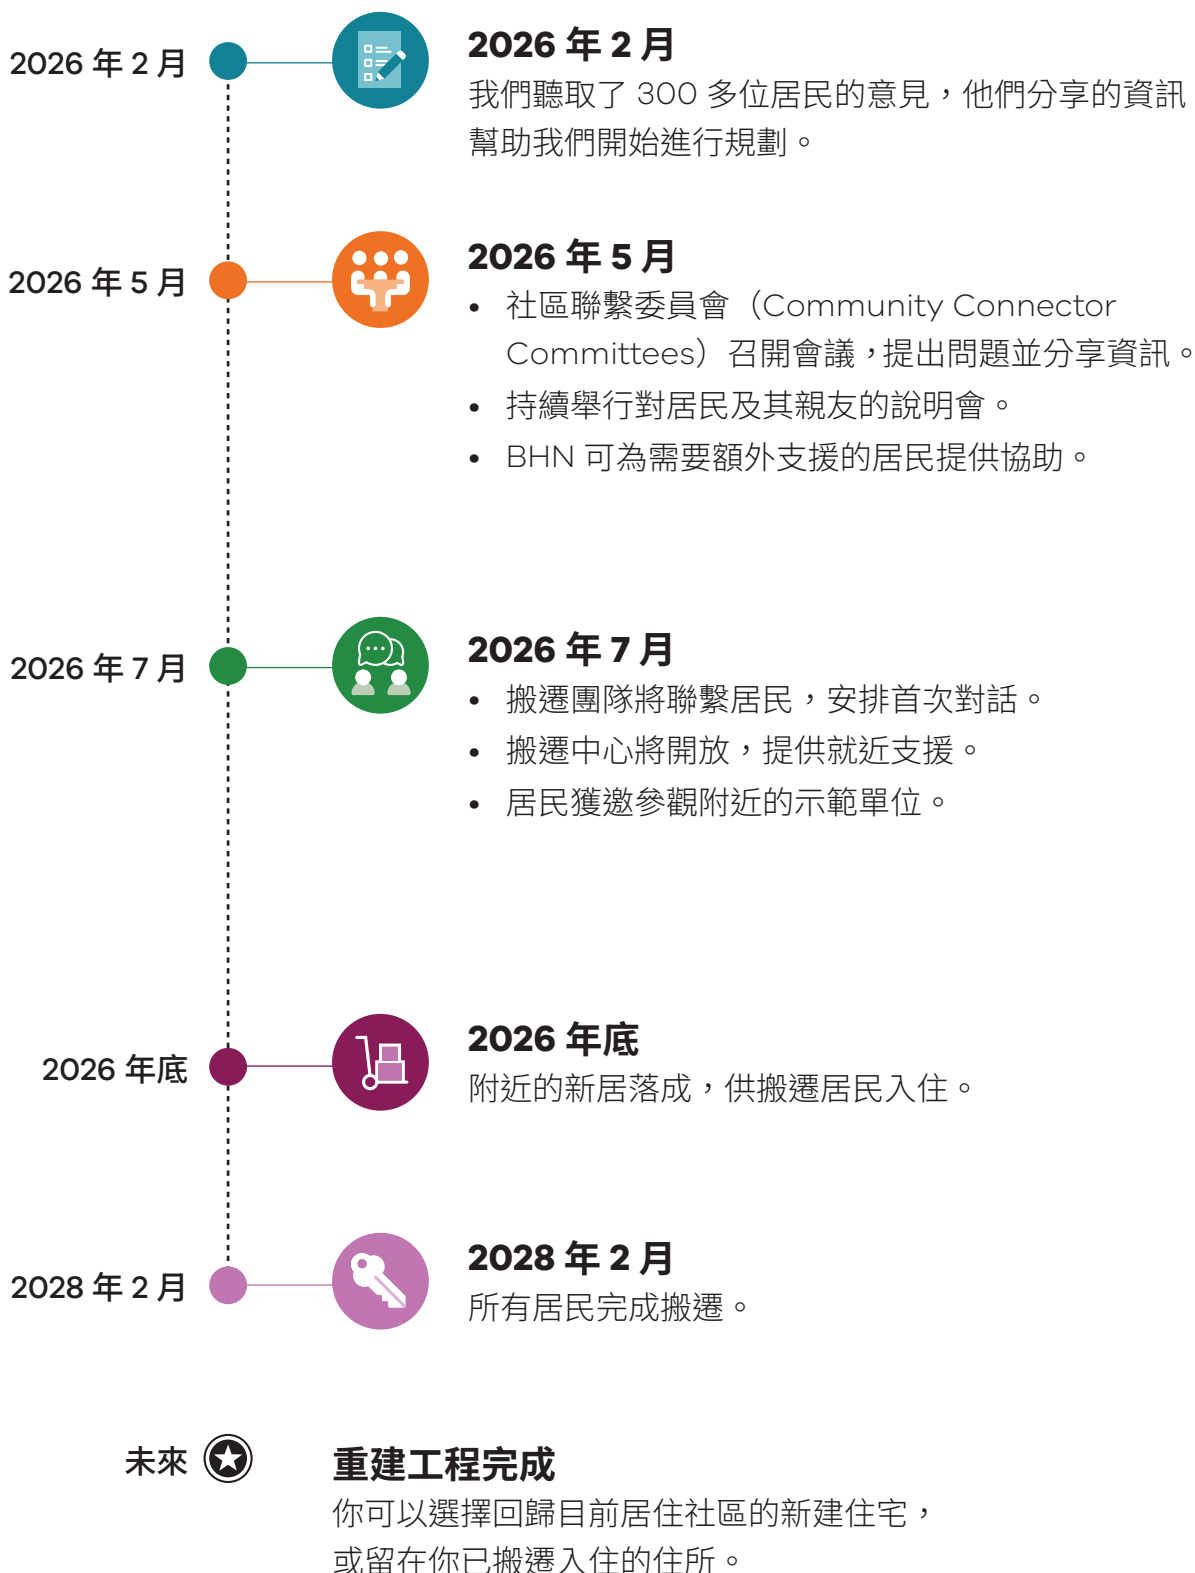 2026 年 2 月
2026 年 2 月
我們聽取了 300 多位居民的意見，他們分享的資訊
幫助我們開始進行規劃。
2026 年 5 月
2026 年 5 月
• 社區聯繫委員會（Community Connector
Committees）召開會議，提出問題並分享資訊。
• 持續舉行對居民及其親友的說明會。
• BHN 可為需要額外支援的居民提供協助。
2026 年 7 月
2026 年 7 月
• 搬遷團隊將聯繫居民，安排首次對話。
• 搬遷中心將開放，提供就近支援。
• 居民獲邀參觀附近的示範單位。
2026 年底
2026 年底
附近的新居落成，供搬遷居民入住。
2028 年 2 月
2028 年 2 月
所有居民完成搬遷。
未來
重建工程完成
你可以選擇回歸目前居住社區的新建住宅，
或留在你已搬遷入住的住所。